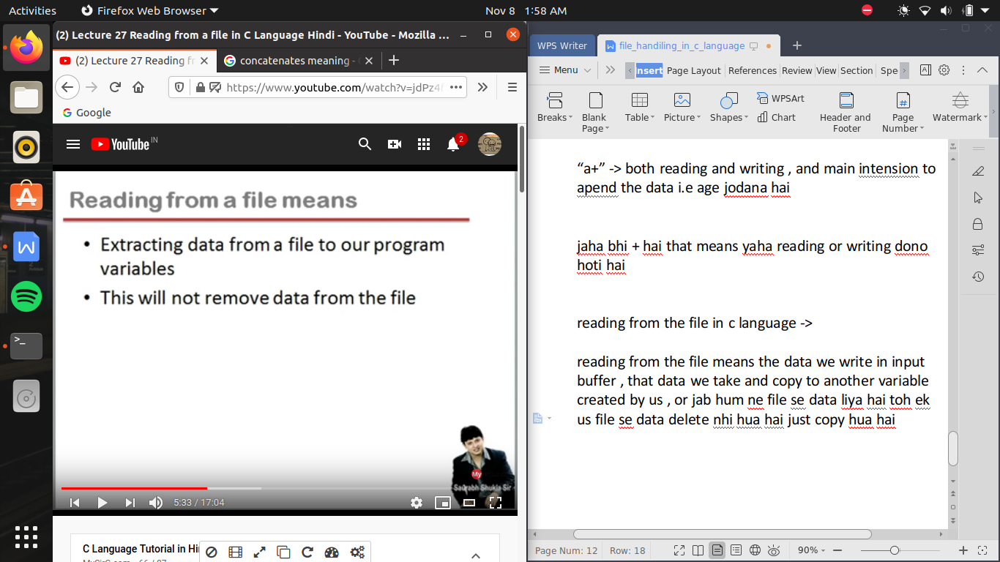 Activities
Firefox Web Browser
Nov 8 1:58 AM
(2) Lecture 27 Reading from a file in C Language Hindi - YouTube - Mozilla ...
(2) Lecture 27 Reading fr
concatenates meaning -
https://www.youtube.com/watch?v=jdPz4f
Google
YouTube IN
2
Reading from a file means
• Extracting data from a file to our program
variables
• This will not remove data from the file
My
Saurabh Shukla Sir
5:33 / 17:04
C Language Tutorial in Hi
WPS Writer
file_handiling_in_c_language
Menu
Insert Page Layout References Review View Section Spe
Breaks
Blank
Page
Table
Picture
Shapes
WPSArt
Chart
Header and
Footer
Page
Number
Watermark
“a+” -> both reading and writing , and main intension to
apend the data i.e age jodana hai
jaha bhi + hai that means yaha reading or writing dono
hoti hai
reading from the file in c language ->
reading from the file means the data we write in input
buffer , that data we take and copy to another variable
created by us , or jab hum ne file se data liya hai toh ek
us file se data delete nhi hua hai just copy hua hai
Page Num: 12 Row: 18
90%